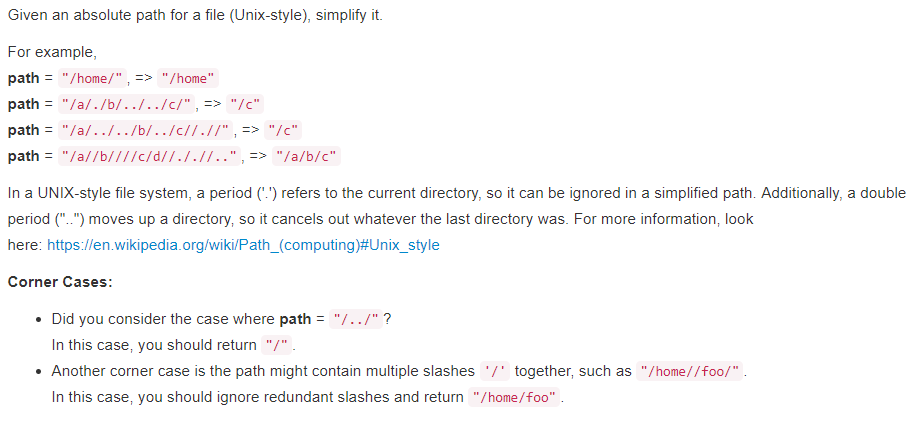 Given an absolute path for a file (Unix-style), simplify it.
For example,
path = "/home/", => "/home"
path = "/a/./b/../../c/", => "/c"
path = "/a/../../b/../c//.//", => "/c"
path = "/a//b////c/d//././/..", => "/a/b/c"
In a UNIX-style file system, a period ('.') refers to the current directory, so it can be ignored in a simplified path. Additionally, a double
period ("..") moves up a directory, so it cancels out whatever the last directory was. For more information, look
here: https://en.wikipedia.org/wiki/Path_(computing)#Unix_style
Corner Cases:
• Did you consider the case where path = "/../"?
In this case, you should return "/".
• Another corner case is the path might contain multiple slashes '/' together, such as "/home//foo/".
In this case, you should ignore redundant slashes and return "/home/foo".